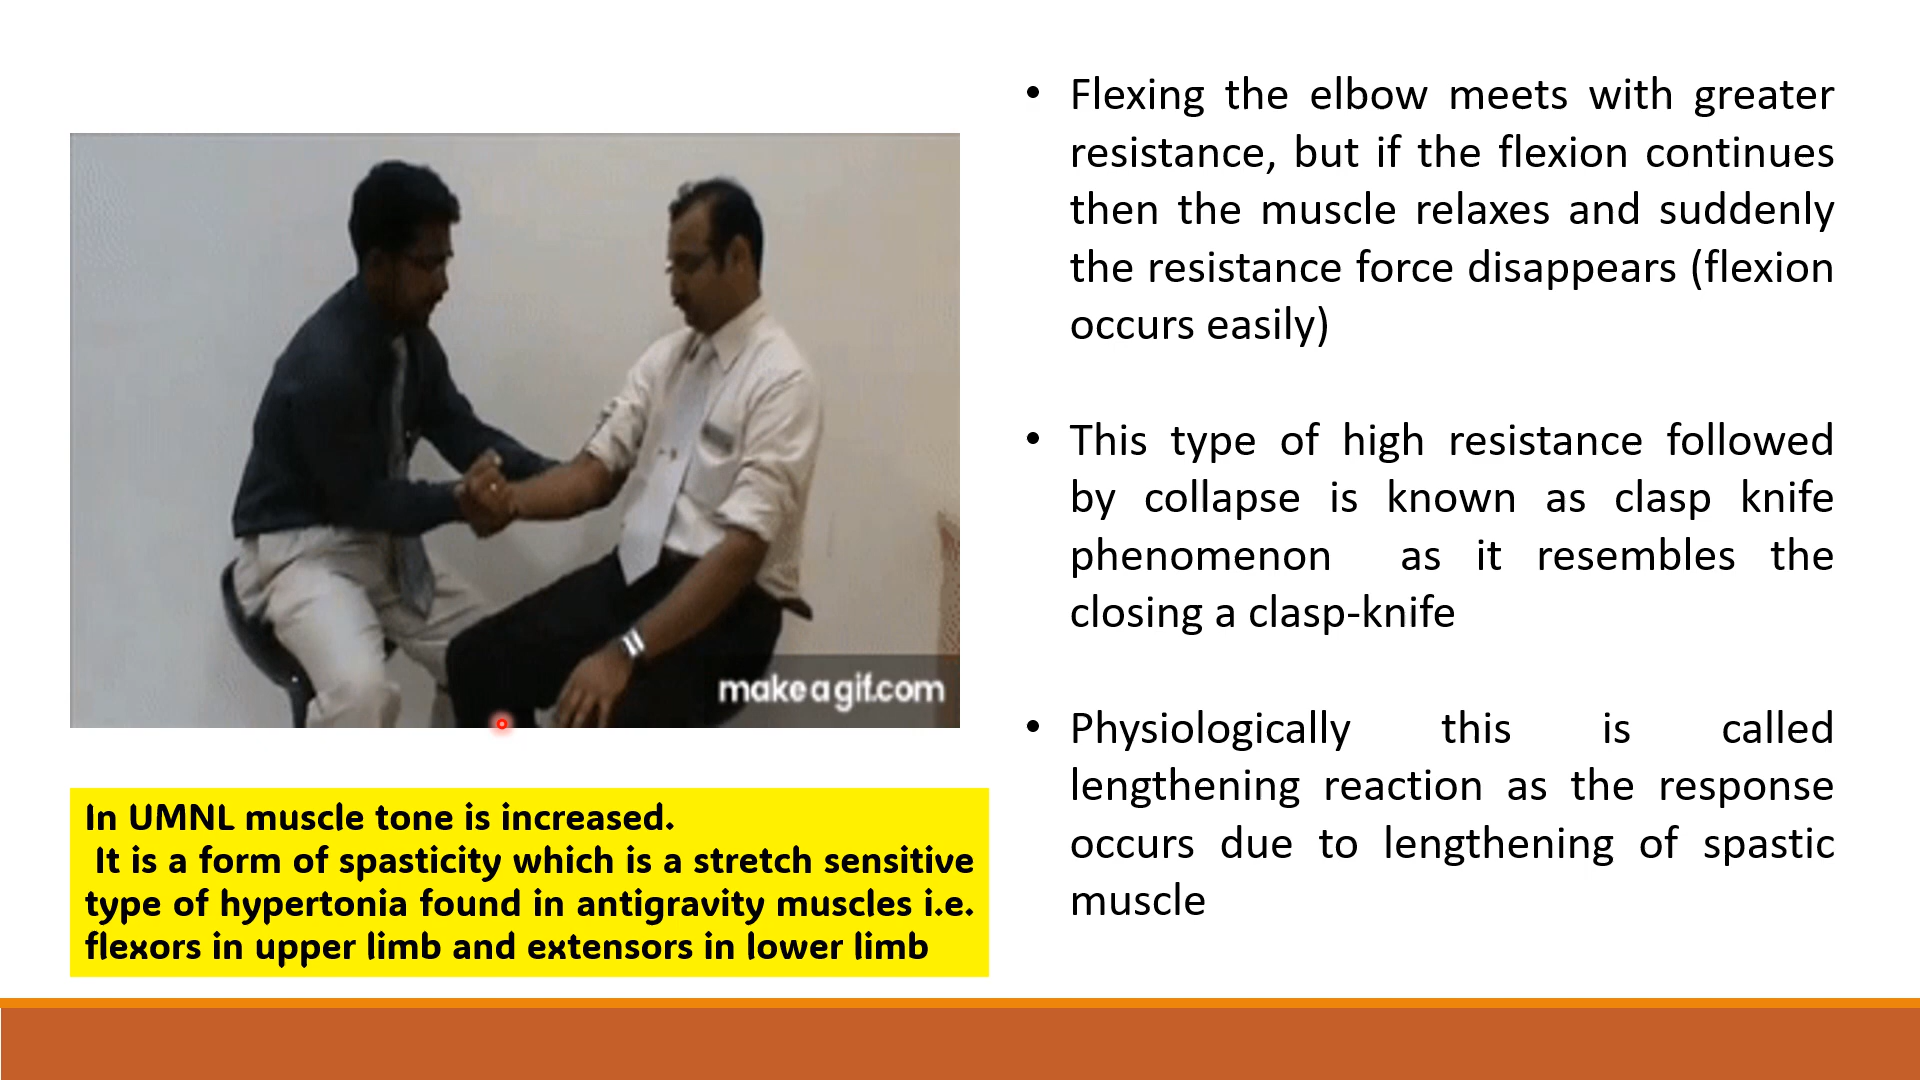 • Flexing the elbow meets with greater
resistance, but if the flexion continues
then the muscle relaxes and suddenly
the resistance force disappears (flexion
occurs easily)
• This type of high resistance followed
by collapse is known as clasp knife
phenomenon as it resembles the
closing a clasp-knife
• Physiologically this is called
lengthening reaction as the response
occurs due to lengthening of spastic
muscle
makeagif.com
In UMNL muscle tone is increased.
It is a form of spasticity which is a stretch sensitive
type of hypertonia found in antigravity muscles i.e.
flexors in upper limb and extensors in lower limb